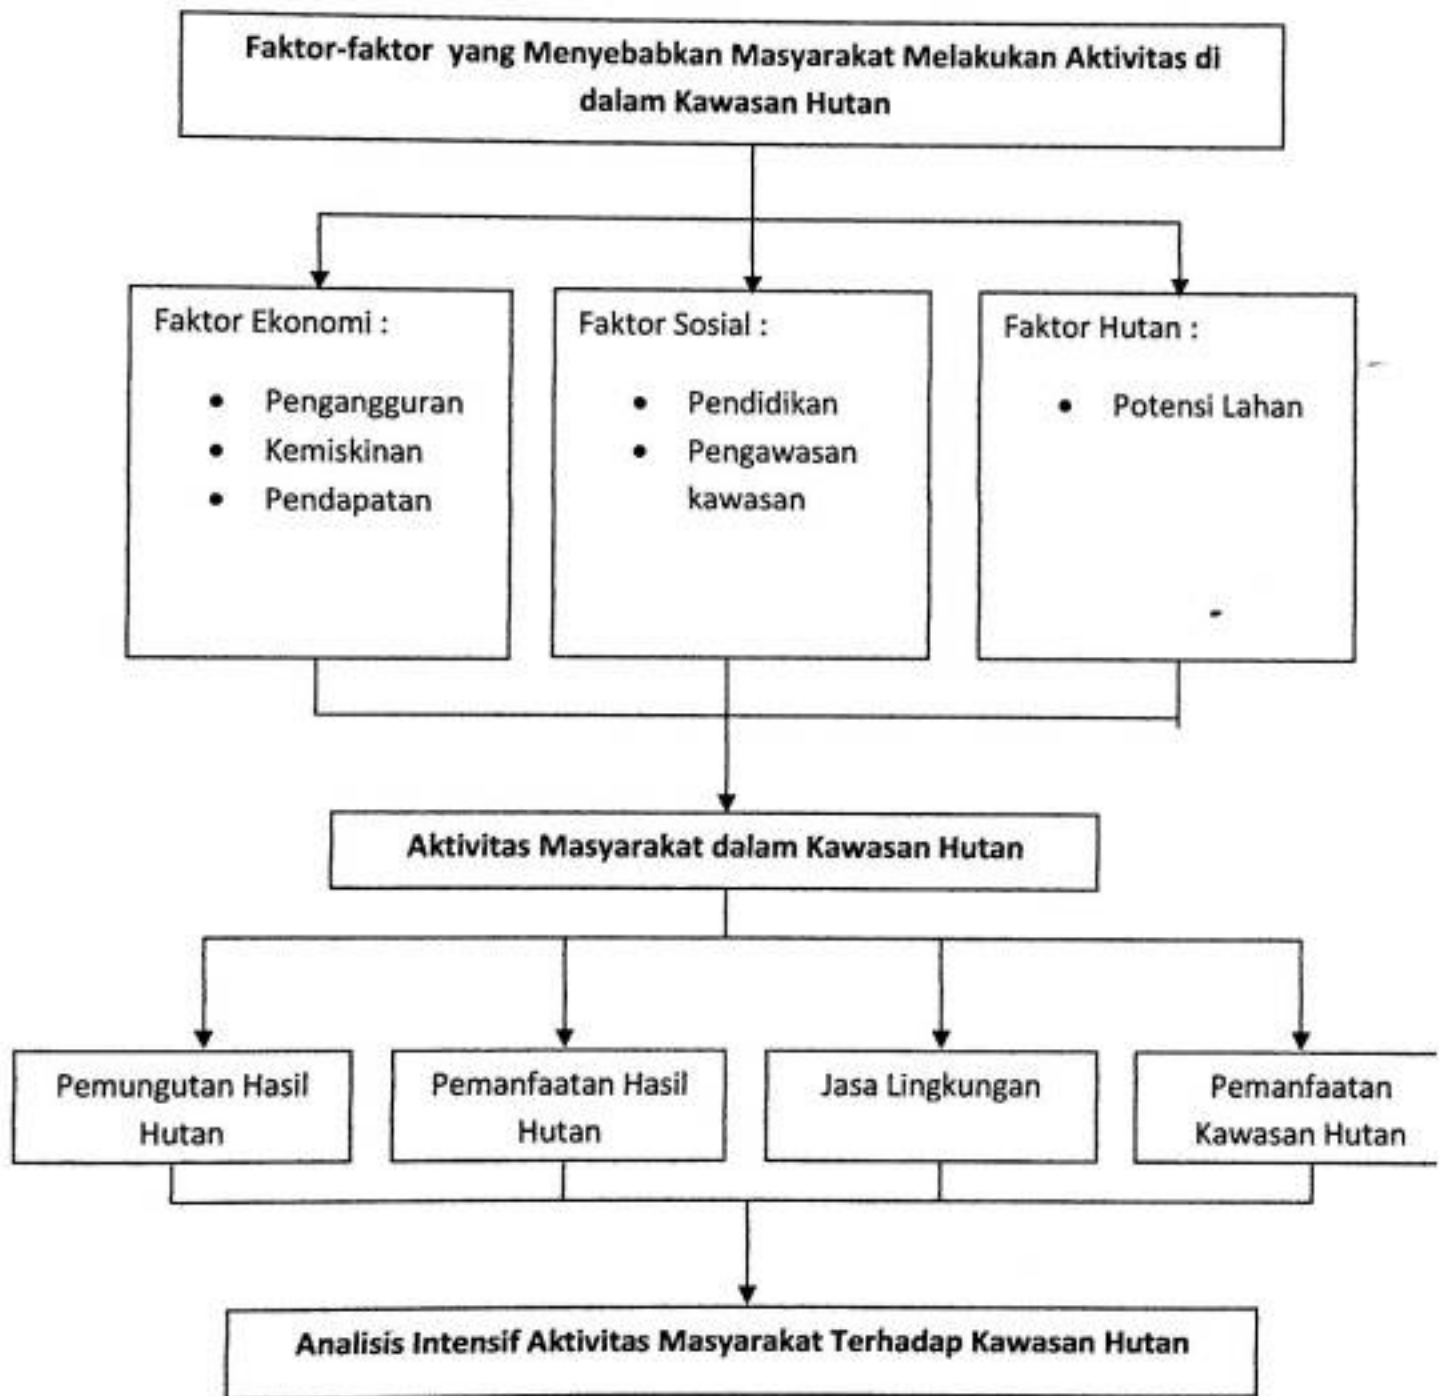 Faktor-faktor yang Menyebabkan Masyarakat Melakukan Aktivitas di
dalam Kawasan Hutan
Faktor Ekonomi :
• Pengangguran
• Kemiskinan
• Pendapatan
Faktor Sosial :
• Pendidikan
• Pengawasan
kawasan
Faktor Hutan :
• Potensi Lahan
Aktivitas Masyarakat dalam Kawasan Hutan
Pemungutan Hasil
Hutan
Pemanfaatan Hasil
Hutan
Jasa Lingkungan
Pemanfaatan
Kawasan Hutan
Analisis Intensif Aktivitas Masyarakat Terhadap Kawasan Hutan